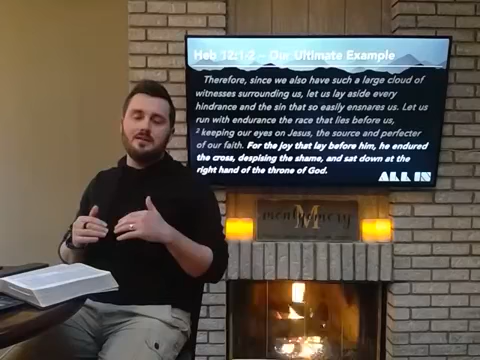 Heb 12:1-2 – Our Ultimate Example
Therefore, since we also have such a large cloud of
witnesses surrounding us, let us lay aside every
hindrance and the sin that so easily ensnares us. Let us
run with endurance the race that lies before us,
² keeping our eyes on Jesus, the source and perfecter
of our faith. For the joy that lay before him, he endured
the cross, despising the shame, and sat down at the
right hand of the throne of God.
ALL IN
M
montgomery